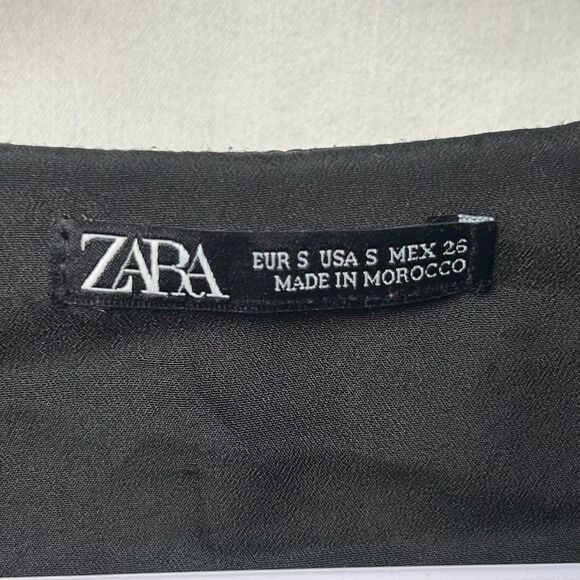 ZARA
EUR S USA S MEX 26
MADE IN MOROCCO